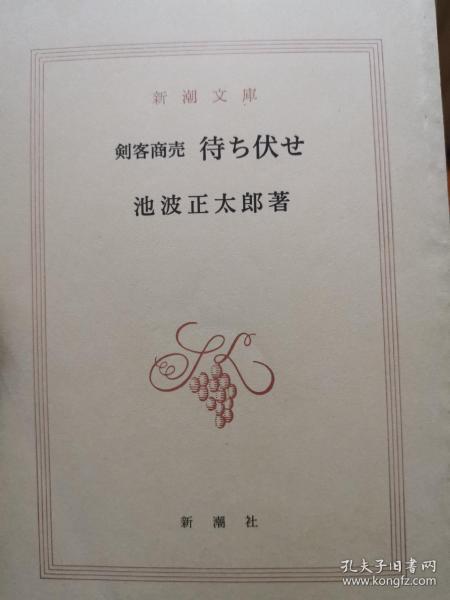 新潮文庫
剣客商売 待ち伏せ
池波正太郎著
新潮社
孔夫子旧书网
www.kongfz.com